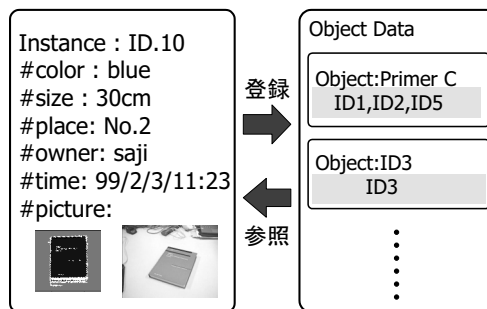 Instance : ID.10
#color : blue
#size : 30cm
#place: No.2
#owner: saji
#time: 99/2/3/11:23
#picture:
登録
参照
Object Data
Object:Primer C
ID1,ID2,ID5
Object:ID3
ID3